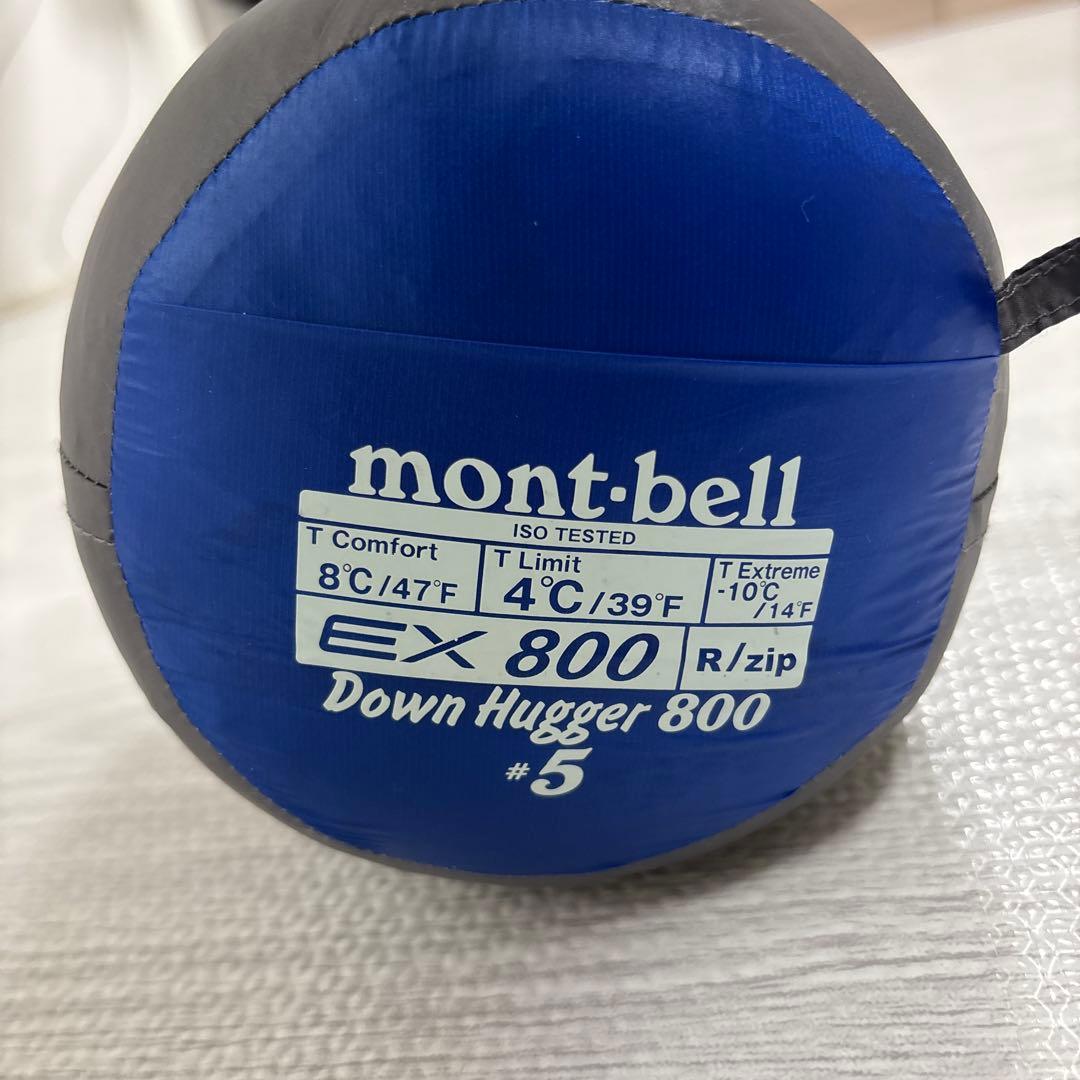 mont·bell
ISO TESTED
T Comfort
8℃/47°F
T Limit
4℃/39°F
T Extreme
-10℃
/14°F
EX 800
R/zip
Down Hugger 800
#5